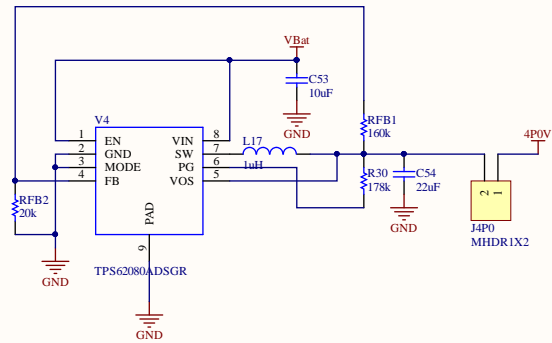 VBat
C53
10uF
GND
V4
1 EN VIN 8
2 GND SW 7
3 MODE PG 6
4 FB VOS 5
PAD
9
TPS62080ADSGR
L17
1uH
RFB1
160k
R30
178k
C54
22uF
GND
4P0V
2 1
J4P0
MHDR1X2
RFB2
20k
GND
GND